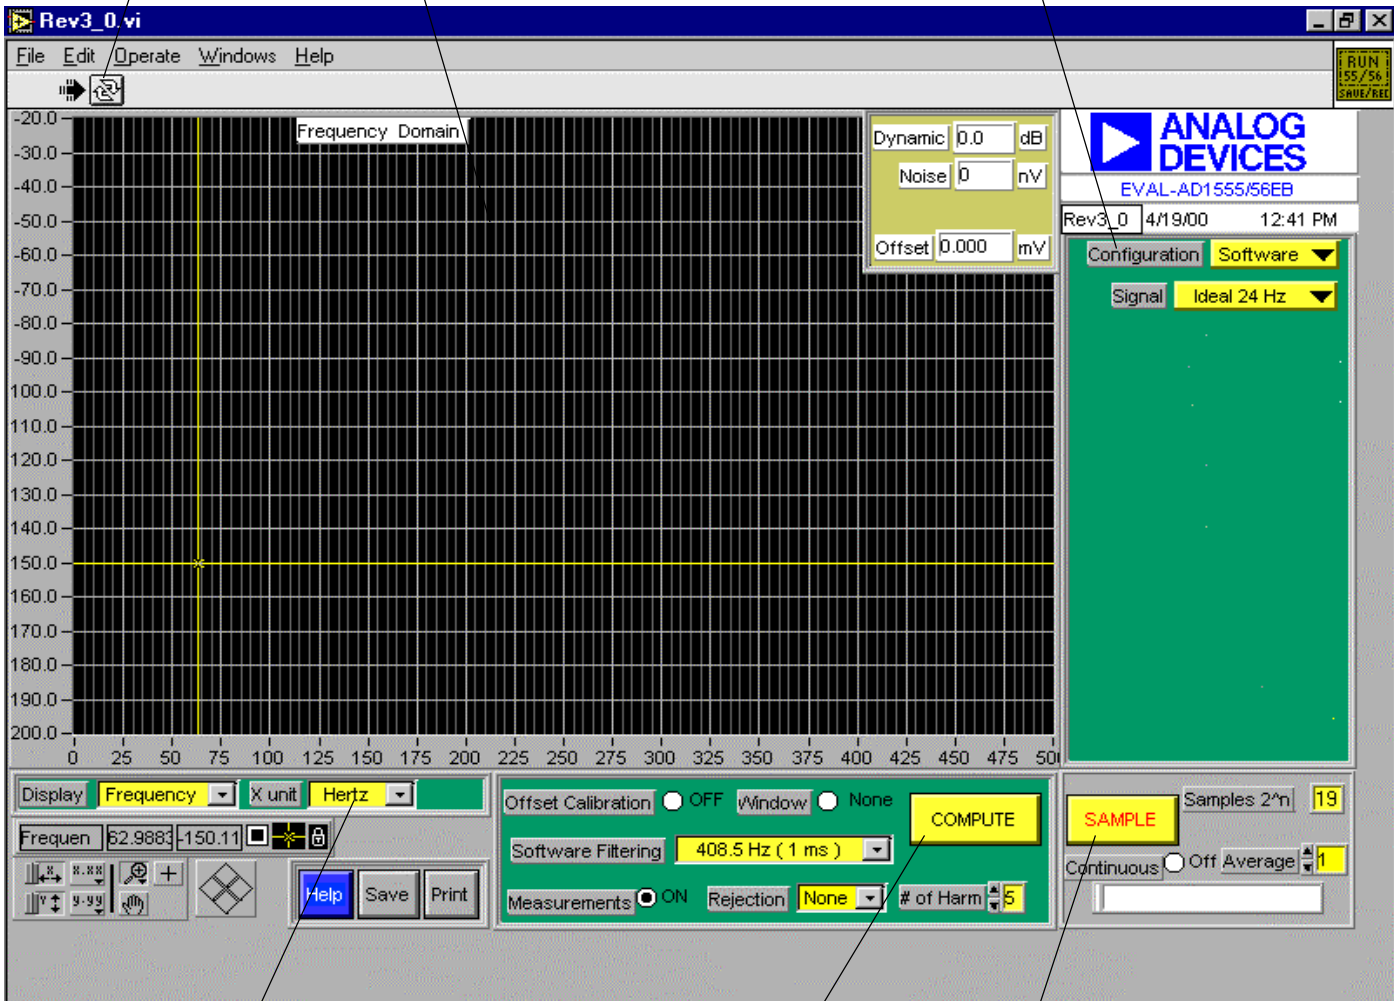 Rev3_0.vi
File Edit Operate Windows Help
RUN
55/56
SAVE/REC
Frequency Domain
-20.0
-30.0
-40.0
-50.0
-60.0
-70.0
-80.0
-90.0
100.0
110.0
120.0
130.0
140.0
150.0
160.0
170.0
180.0
190.0
200.0
0 25 50 75 100 125 150 175 200 225 250 275 300 325 350 375 400 425 450 475 50
Dynamic 0.0 dB
Noise 0 nV
Offset 0.000 mV
ANALOG
DEVICES
EVAL-AD1555/56EB
Rev3_0 4/19/00 12:41 PM
Configuration Software
Signal Ideal 24 Hz
Display Frequency X unit Hertz
Frequen 62.9883 -150.11
X.XX
Y.YY
Help Save Print
Offset Calibration OFF Window None
COMPUTE
Software Filtering 408.5 Hz ( 1 ms )
Measurements ON Rejection None # of Harm 5
SAMPLE
Samples 2^n 19
Continuous Off Average 1